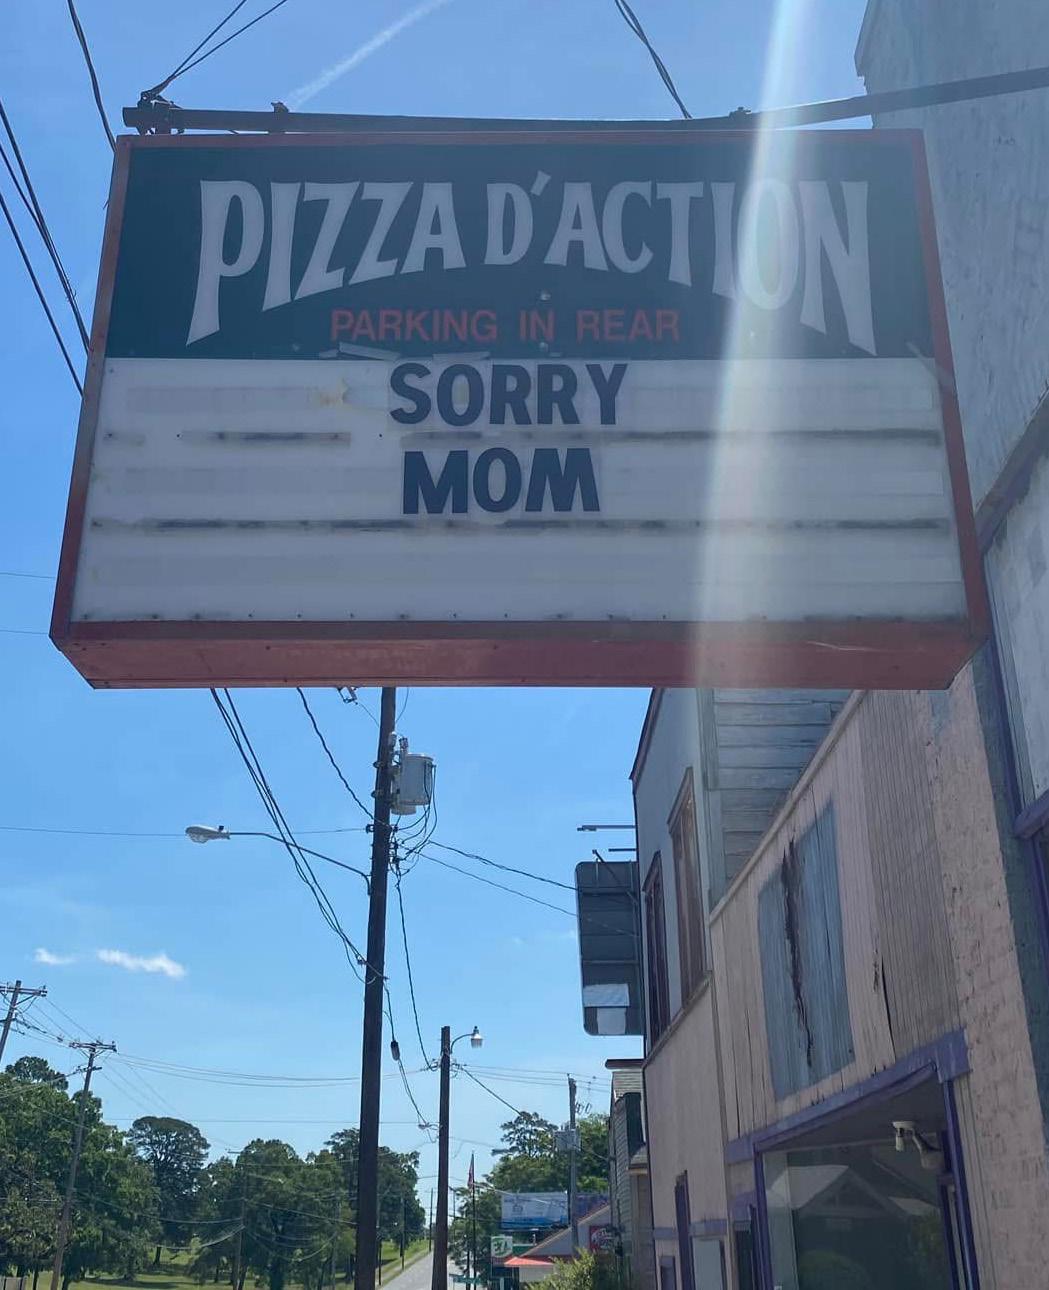 PIZZA D'ACTION
PARKING IN REAR
SORRY
MOM